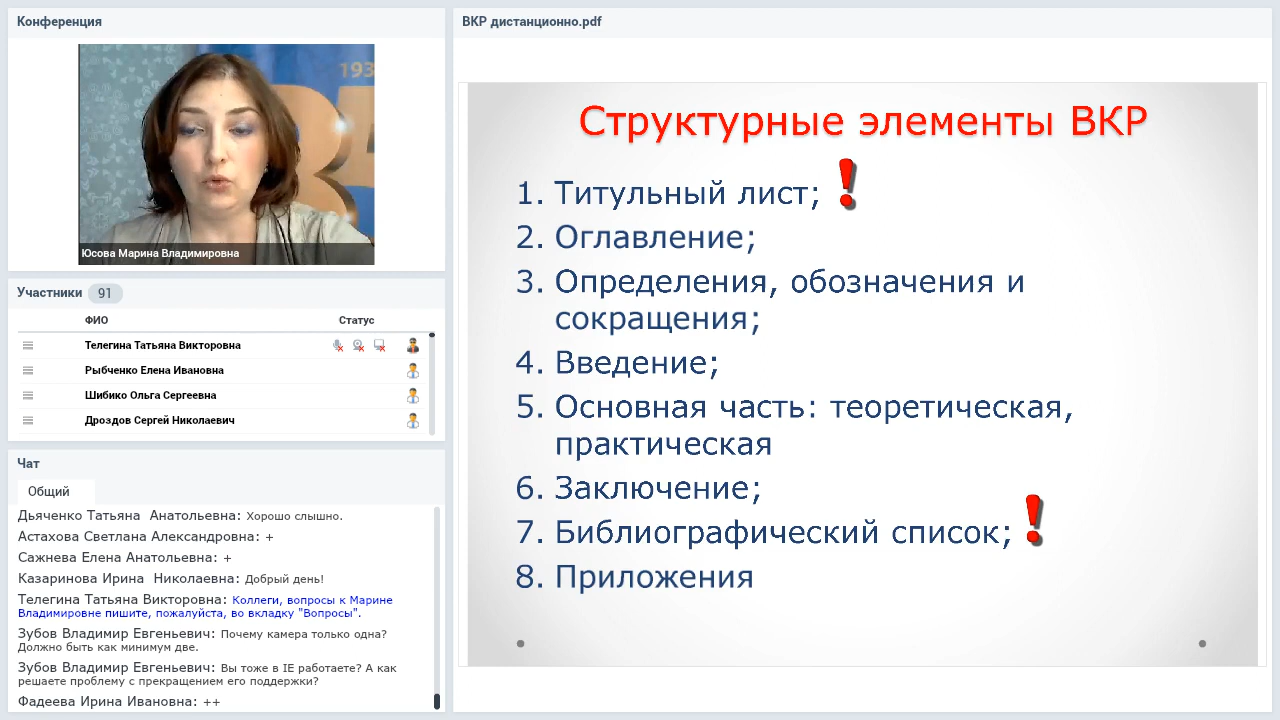 Конференция
193
Юсова Марина Владимировна
Участники 91
ФИО Статус
Телегина Татьяна Викторовна
Рыбченко Елена Ивановна
Шибико Ольга Сергеевна
Дроздов Сергей Николаевич
Чат
Общий
Дьяченко Татьяна Анатольевна: Хорошо слышно.
Астахова Светлана Александровна: +
Сажнева Елена Анатольевна: +
Казаринова Ирина Николаевна: Добрый день!
Телегина Татьяна Викторовна: Коллеги, вопросы к Марине
Владимировне пишите, пожалуйста, во вкладку "Вопросы".
Зубов Владимир Евгеньевич: Почему камера только одна?
Должно быть как минимум две.
Зубов Владимир Евгеньевич: Вы тоже в IE работаете? А как
решаете проблему с прекращением его поддержки?
Фадеева Ирина Ивановна: ++
ВКР дистанционно.pdf
Структурные элементы ВКР
1. Титульный лист; !
2. Оглавление;
3. Определения, обозначения и
сокращения;
4. Введение;
5. Основная часть: теоретическая,
практическая
6. Заключение;
7. Библиографический список; !
8. Приложения